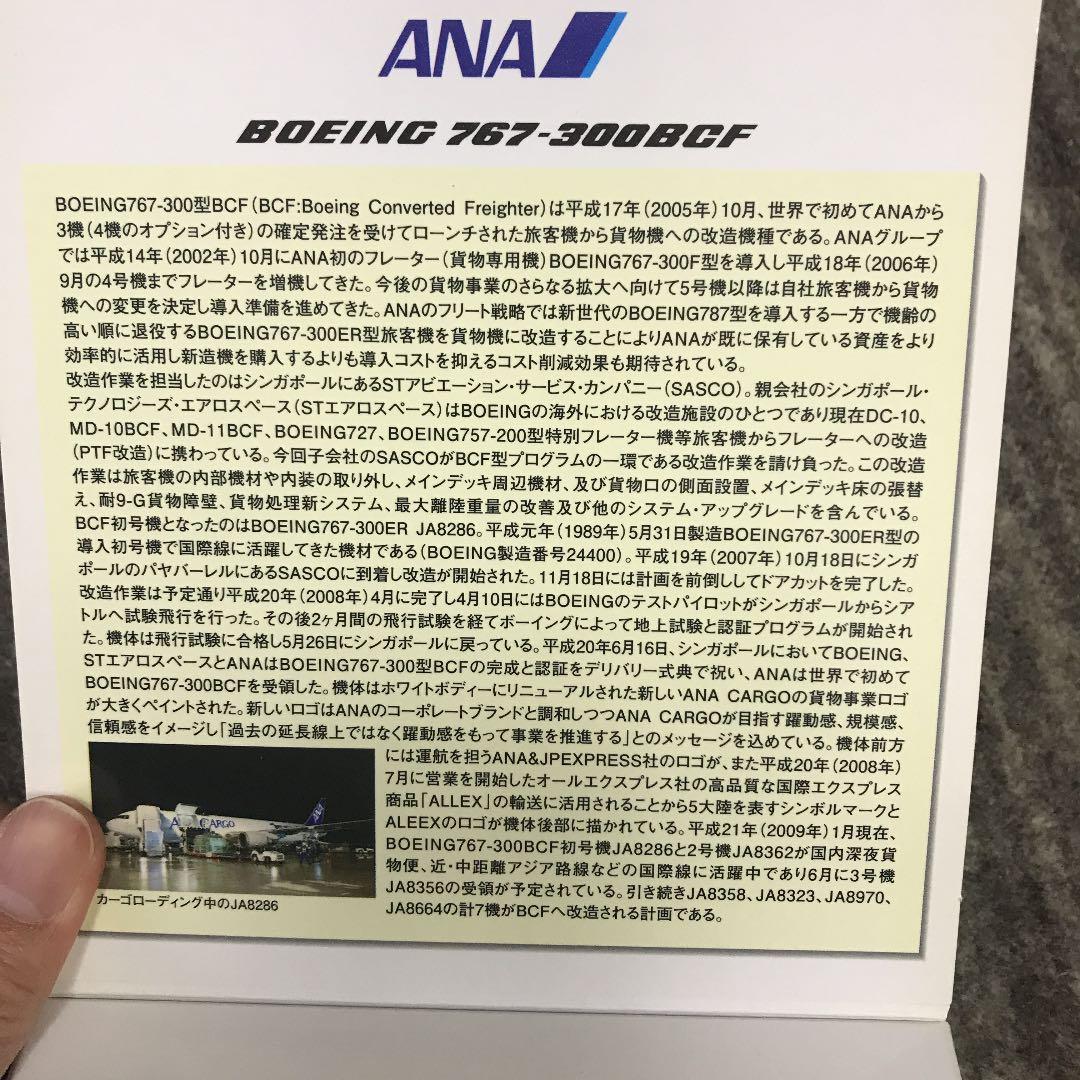 ANA
BOEING 767-300BCF
BOEING767-300型BCF（BCF:Boeing Converted Freighter）は平成17年（2005年）10月、世界で初めてANAから
3機（4機のオプション付き）の確定発注を受けてローンチされた旅客機から貨物機への改造機種である。ANAグループ
では平成14年（2002年）10月にANA初のフレーター（貨物専用機）BOEING767-300F型を導入し平成18年（2006年）
9月の4号機までフレーターを増機してきた。今後の貨物事業のさらなる拡大へ向けて5号機以降は自社旅客機から貨物
機への変更を決定し導入準備を進めてきた。ANAのフリート戦略では新世代のBOEING787型を導入する一方で機齢の
高い順に退役するBOEING767-300ER型旅客機を貨物機に改造することによりANAが既に保有している資産をより
効率的に活用し新造機を購入するよりも導入コストを抑えるコスト削減効果も期待されている。
改造作業を担当したのはシンガポールにあるSTアビエーション・サービス・カンパニー（SASCO）。親会社のシンガポール・
テクノロジーズ・エアロスペース（STエアロスペース）はBOEINGの海外における改造施設のひとつであり現在DC-10、
MD-10BCF、MD-11BCF、BOEING727、BOEING757-200型特別フレーター機等旅客機からフレーターへの改造
（PTF改造）に携わっている。今回子会社のSASCOがBCF型プログラムの一環である改造作業を請け負った。この改造
作業は旅客機の内部機材や内装の取り外し、メインデッキ周辺機材、及び貨物口の側面設置、メインデッキ床の張替
え、耐9-G貨物障壁、貨物処理新システム、最大離陸重量の改善及び他のシステム・アップグレードを含んでいる。
BCF初号機となったのはBOEING767-300ER JA8286。平成元年（1989年）5月31日製造BOEING767-300ER型の
導入初号機で国際線に活躍してきた機材である（BOEING製造番号24400）。平成19年（2007年）10月18日にシンガ
ポールのパヤバーレルにあるSASCOに到着し改造が開始された。11月18日には計画を前倒ししてドアカットを完了した。
改造作業は予定通り平成20年（2008年）4月に完了し4月10日にはBOEINGのテストパイロットがシンガポールからシア
トルへ試験飛行を行った。その後2ヶ月間の飛行試験を経てボーイングによって地上試験と認証プログラムが開始され
た。機体は飛行試験に合格し5月26日にシンガポールに戻っている。平成20年6月16日、シンガポールにおいてBOEING、
STエアロスペースとANAはBOEING767-300型BCFの完成と認証をデリバリー式典で祝い、ANAは世界で初めて
BOEING767-300BCFを受領した。機体はホワイトボディーにリニューアルされた新しいANA CARGOの貨物事業ロゴ
が大きくペイントされた。新しいロゴはANAのコーポレートブランドと調和しつつANA CARGOが目指す躍動感、規模感、
信頼感をイメージし「過去の延長線上ではなく躍動感をもって事業を推進する」とのメッセージを込めている。機体前方
には運航を担うANA&JPEXPRESS社のロゴが、また平成20年（2008年）
7月に営業を開始したオールエクスプレス社の高品質な国際エクスプレス
商品「ALLEX」の輸送に活用されることから5大陸を表すシンボルマークと
ALEEXのロゴが機体後部に描かれている。平成21年（2009年）1月現在、
BOEING767-300BCF初号機JA8286と2号機JA8362が国内深夜貨
物便、近・中距離アジア路線などの国際線に活躍中であり6月に3号機
JA8356の受領が予定されている。引き続きJA8358、JA8323、JA8970、
JA8664の計7機がBCFへ改造される計画である。
カーゴローディング中のJA8286